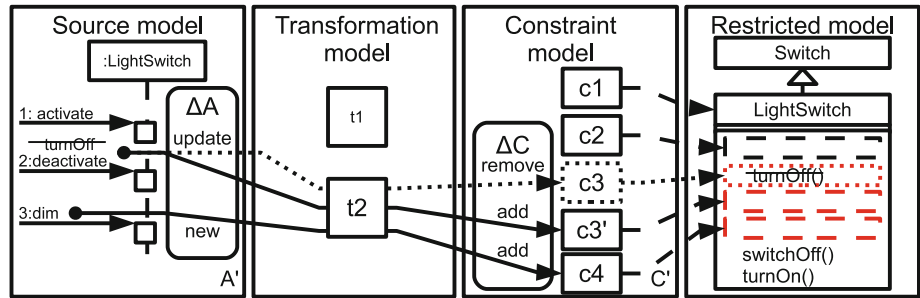 Source model
:LightSwitch
1: activate
turnOff
2:deactivate
3:dim
ΔA
update
new
A'
Transformation
model
t1
t2
Constraint
model
ΔC
remove
add
add
c1
c2
c3
c3'
c4
C'
Restricted model
Switch
LightSwitch
turnOff()
switchOff()
turnOn()